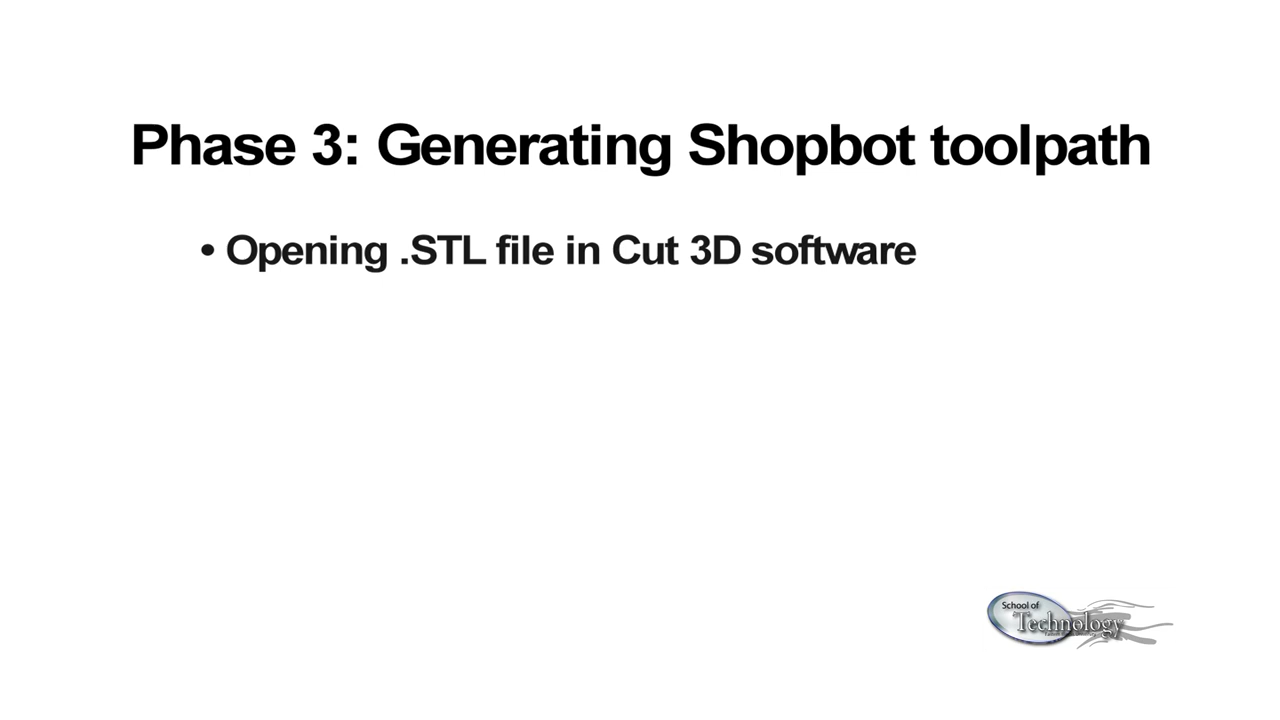 Phase 3: Generating Shopbot toolpath
• Opening .STL file in Cut 3D software
School of
Technology